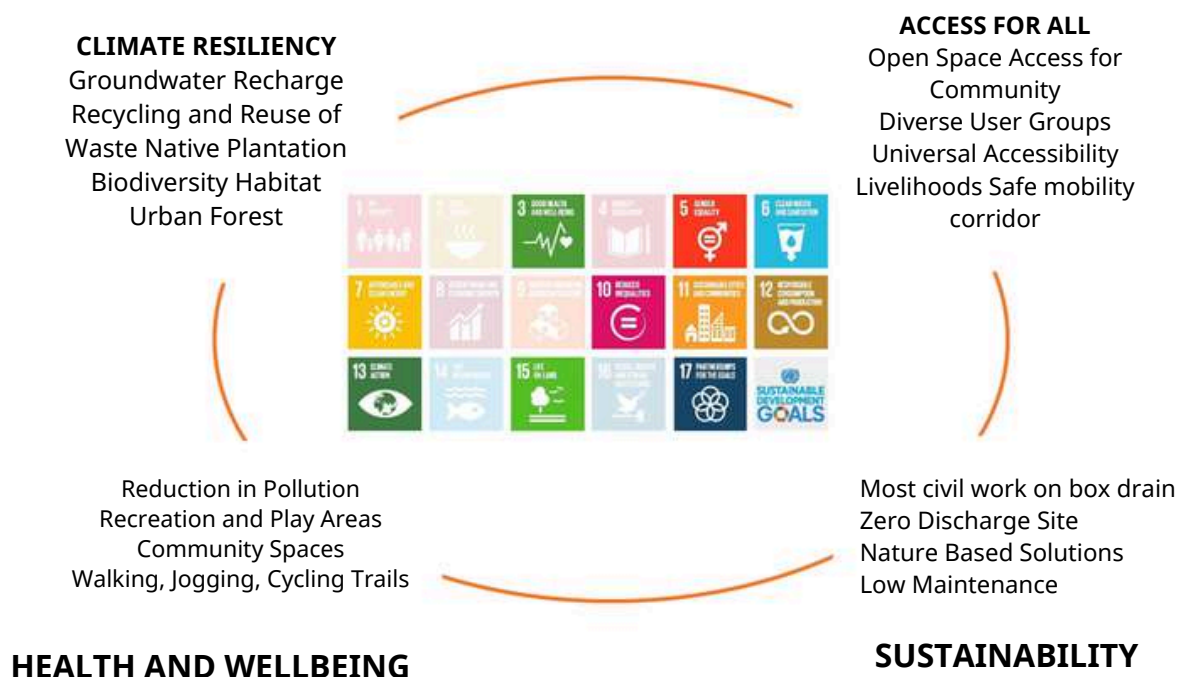 CLIMATE RESILIENCY
Groundwater Recharge
Recycling and Reuse of
Waste Native Plantation
Biodiversity Habitat
Urban Forest
ACCESS FOR ALL
Open Space Access for
Community
Diverse User Groups
Universal Accessibility
Livelihoods Safe mobility
corridor
3 GOOD HEALTH
AND WELL-BEING
4
5 GENDER
EQUALITY
6 CLEAN WATER
AND SANITATION
7 AFFORDABLE AND
CLEAN ENERGY
8
9
10 REDUCED
INEQUALITIES
11 SUSTAINABLE CITIES
AND COMMUNITIES
12 RESPONSIBLE
CONSUMPTION
AND PRODUCTION
13 CLIMATE
ACTION
14
15 LIFE
ON LAND
16
17 PARTNERSHIPS
FOR THE GOALS
SUSTAINABLE
DEVELOPMENT
GOALS
Reduction in Pollution
Recreation and Play Areas
Community Spaces
Walking, Jogging, Cycling Trails
HEALTH AND WELLBEING
Most civil work on box drain
Zero Discharge Site
Nature Based Solutions
Low Maintenance
SUSTAINABILITY